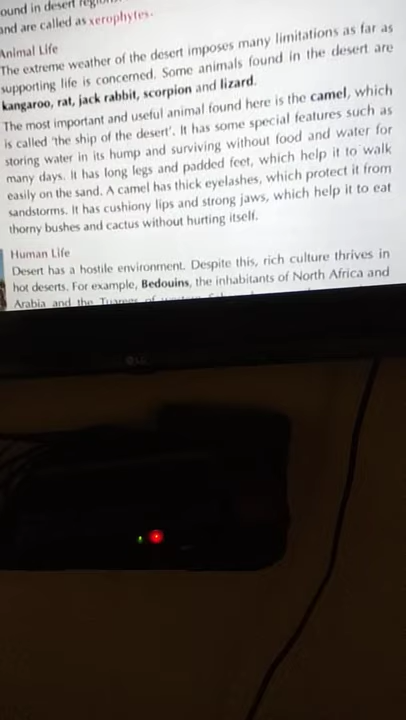 ound in desert
and are called as xerophytes.
Animal Life
The extreme weather of the desert imposes many limitations as far as
supporting life is concerned. Some animals found in the desert are
kangaroo, rat, jack rabbit, scorpion and lizard.
The most important and useful animal found here is the camel, which
is called 'the ship of the desert'. It has some special features such as
storing water in its hump and surviving without food and water for
many days. It has long legs and padded feet, which help it to walk
easily on the sand. A camel has thick eyelashes, which protect it from
sandstorms. It has cushiony lips and strong jaws, which help it to eat
thorny bushes and cactus without hurting itself.
Human Life
Desert has a hostile environment. Despite this, rich culture thrives in
hot deserts. For example, Bedouins, the inhabitants of North Africa and
Arabia and the Tuaregs of
LG